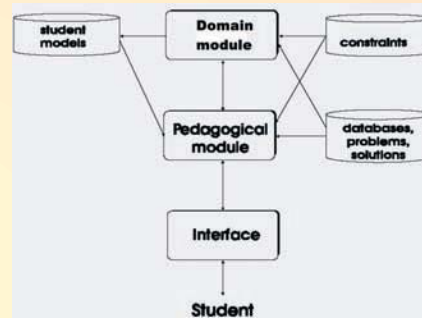 student
models
Domain
module
constraints
Pedagogical
module
databases,
problems,
solutions
Interface
Student